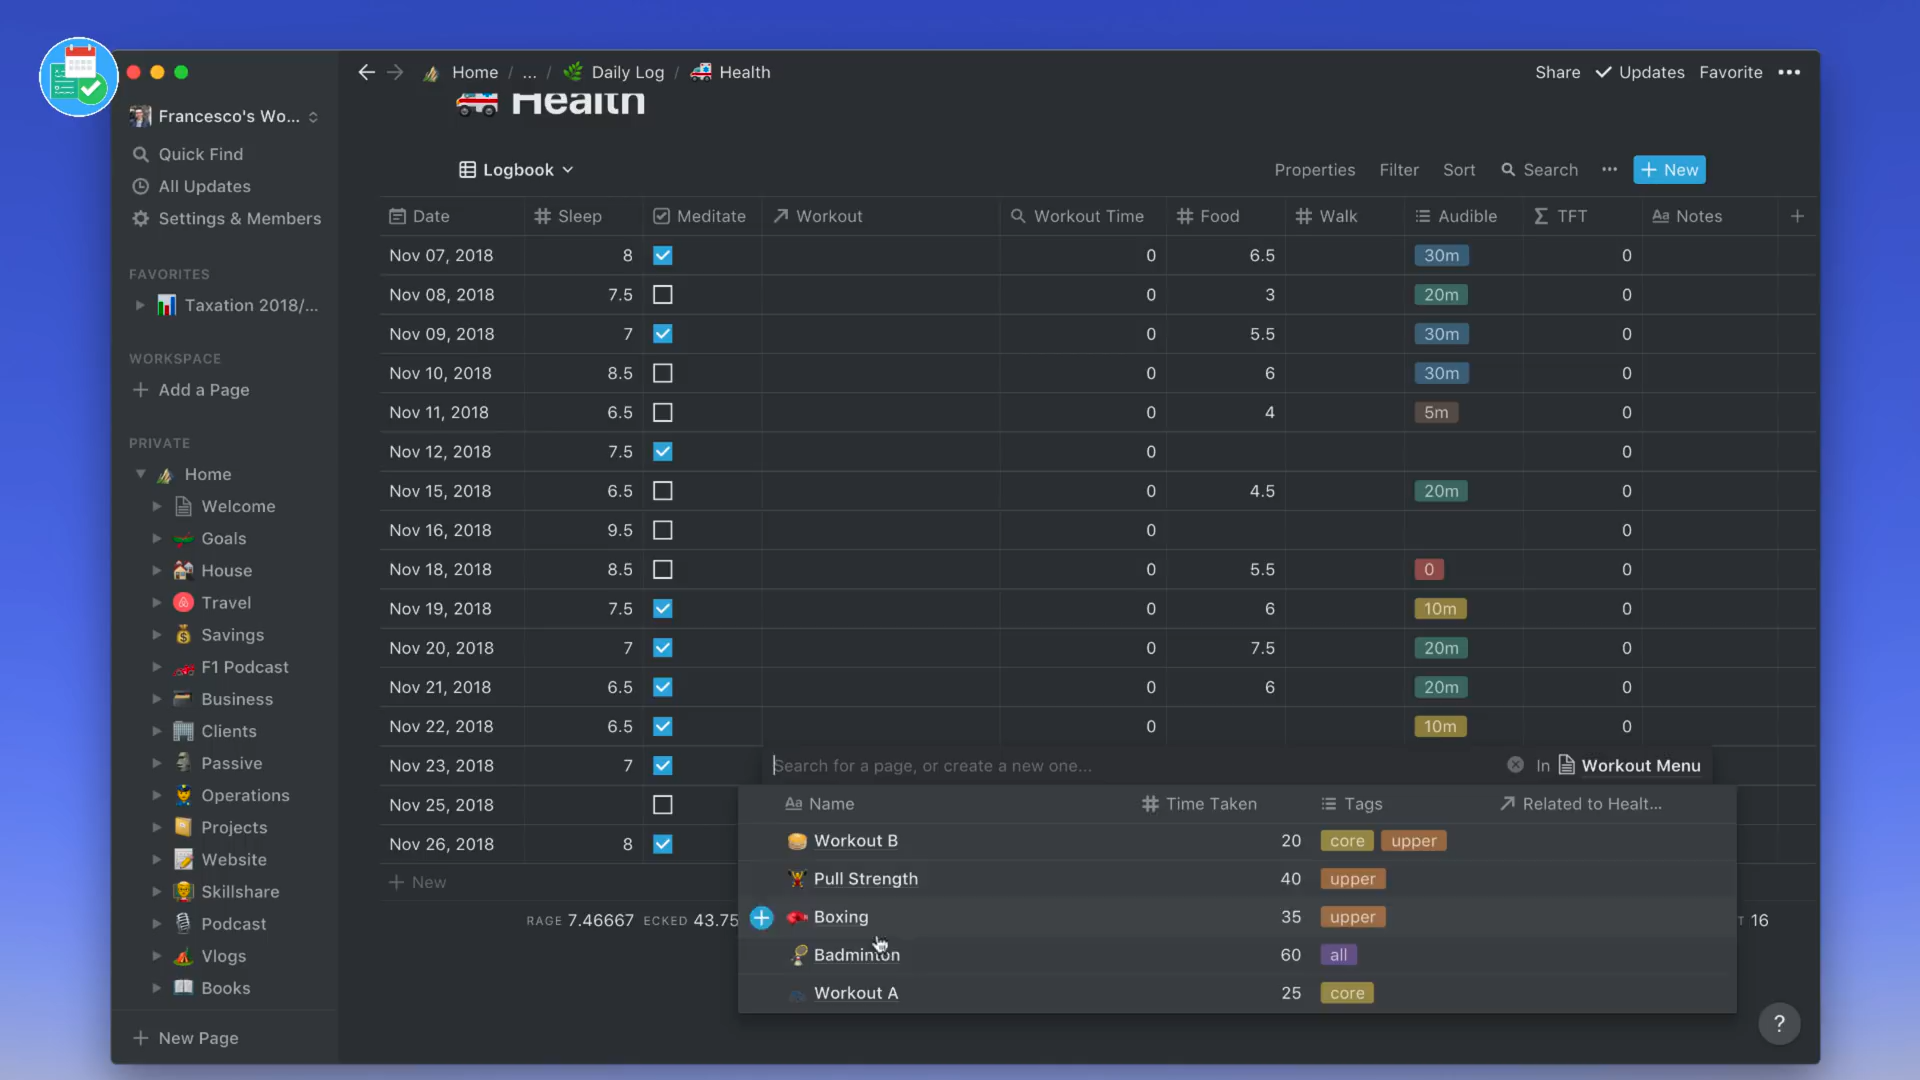 Home / ... / Daily Log / Health
Share Updates Favorite •••
Health
Francesco's Wo...
Quick Find
All Updates
Settings & Members
FAVORITES
Taxation 2018/...
WORKSPACE
+ Add a Page
PRIVATE
Home
Welcome
Goals
House
Travel
Savings
F1 Podcast
Business
Clients
Passive
Operations
Projects
Website
Skillshare
Podcast
Vlogs
Books
+ New Page
Logbook
Properties Filter Sort Search ••• + New
Date # Sleep Meditate Workout Workout Time # Food # Walk Audible Σ TFT Aa Notes +
Nov 07, 2018 8 0 6.5 30m 0
Nov 08, 2018 7.5 0 3 20m 0
Nov 09, 2018 7 0 5.5 30m 0
Nov 10, 2018 8.5 0 6 30m 0
Nov 11, 2018 6.5 0 4 5m 0
Nov 12, 2018 7.5 0 0
Nov 15, 2018 6.5 0 4.5 20m 0
Nov 16, 2018 9.5 0 0
Nov 18, 2018 8.5 0 5.5 0 0
Nov 19, 2018 7.5 0 6 10m 0
Nov 20, 2018 7 0 7.5 20m 0
Nov 21, 2018 6.5 0 6 20m 0
Nov 22, 2018 6.5 0 10m 0
Nov 23, 2018 7
Nov 25, 2018
Nov 26, 2018 8
+ New
RAGE 7.46667 ECKED 43.75
T 16
Search for a page, or create a new one... In Workout Menu
Aa Name # Time Taken Tags Related to Healt...
Workout B 20 core upper
Pull Strength 40 upper
Boxing 35 upper
Badminton 60 all
Workout A 25 core
?